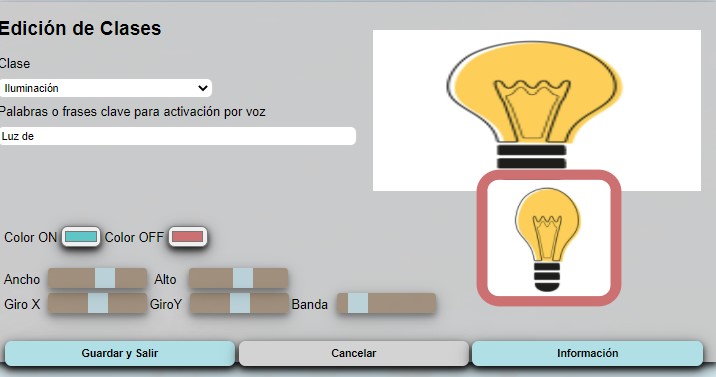 Edición de Clases
Clase
Iluminación
Palabras o frases clave para activación por voz
Luz de
Color ON Color OFF
Ancho Alto
Giro X GiroY Banda
Guardar y Salir Cancelar Información